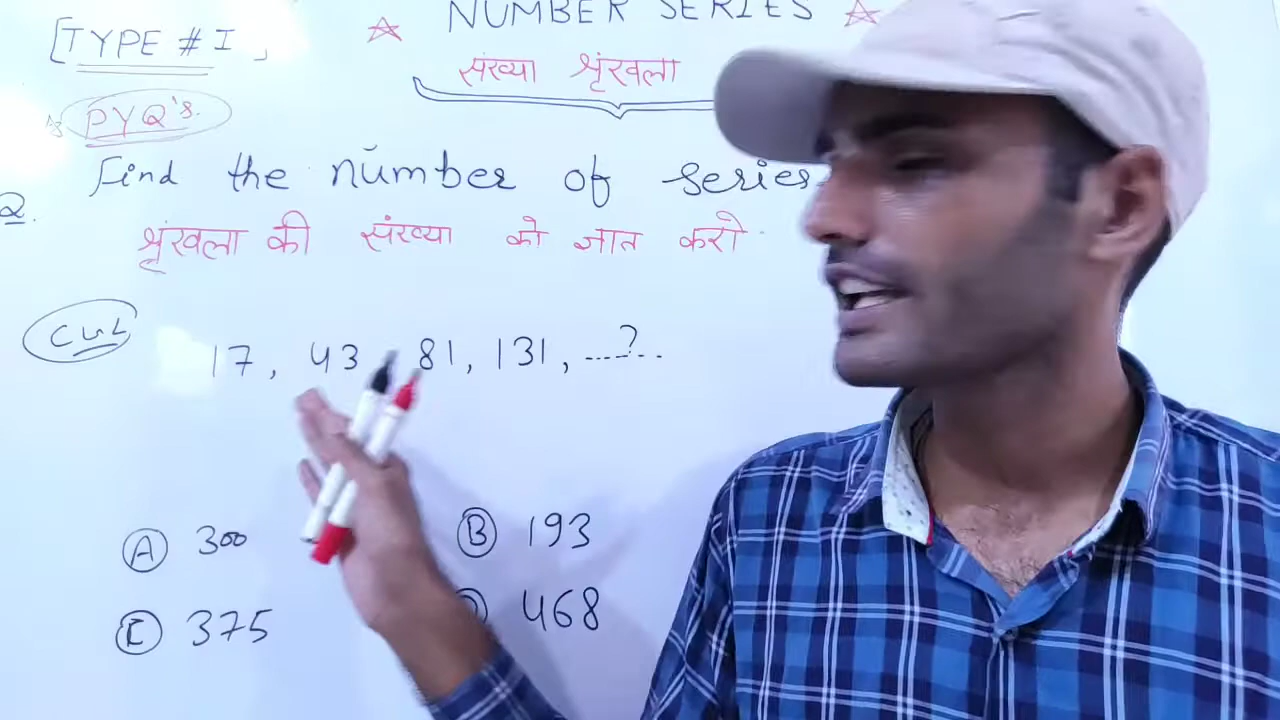 [TYPE # I
NUMBER SERIES
संख्या श्रृंखला
PYQ's.
Q. Find the number of series
श्रृंखला की संख्या को ज्ञात करो
17, 43 81, 131, ....?...
(A) 300 (B) 193
(C) 375 468